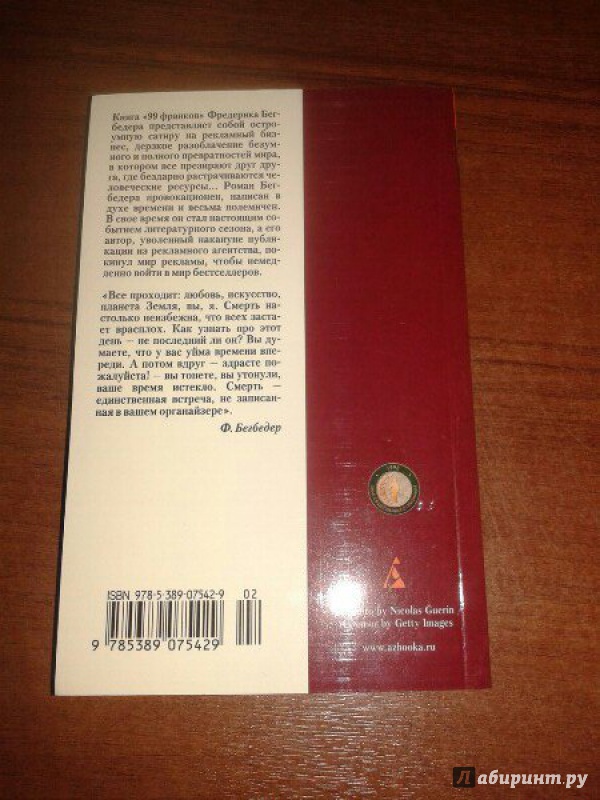 Книга «99 франков» Фредерика Бег-
бедера представляет собой остро-
умную сатиру на рекламный биз-
нес, дерзкое разоблачение безум-
ного и полного превратностей мира,
в котором все презирают друг дру-
га, где бездарно растрачиваются че-
ловеческие ресурсы... Роман Бег-
бедера провокационен, написан в
духе времени и весьма полемичен.
В свое время он стал настоящим со-
бытием литературного сезона, а его
автор, уволенный накануне публи-
кации из рекламного агентства, по-
кинул мир рекламы, чтобы немед-
ленно войти в мир бестселлеров.
«Все проходит: любовь, искусство,
планета Земля, вы, я. Смерть на-
столько неизбежна, что всех застает
врасплох. Как узнать про этот
день — не последний ли он? Вы ду-
маете, что у вас уйма времени впе-
реди. А потом вдруг — здрасте по-
жалуйста! — вы тонете, вы утонули,
ваше время истекло. Смерть —
единственная встреча, не записан-
ная в вашем органайзере».
Ф. Бегбедер
ISBN 978-5-389-07542-9 02
9 785389 075429
by Nicolas Guerin
by Getty Images
www.azbooka.ru
Лабиринт.ру